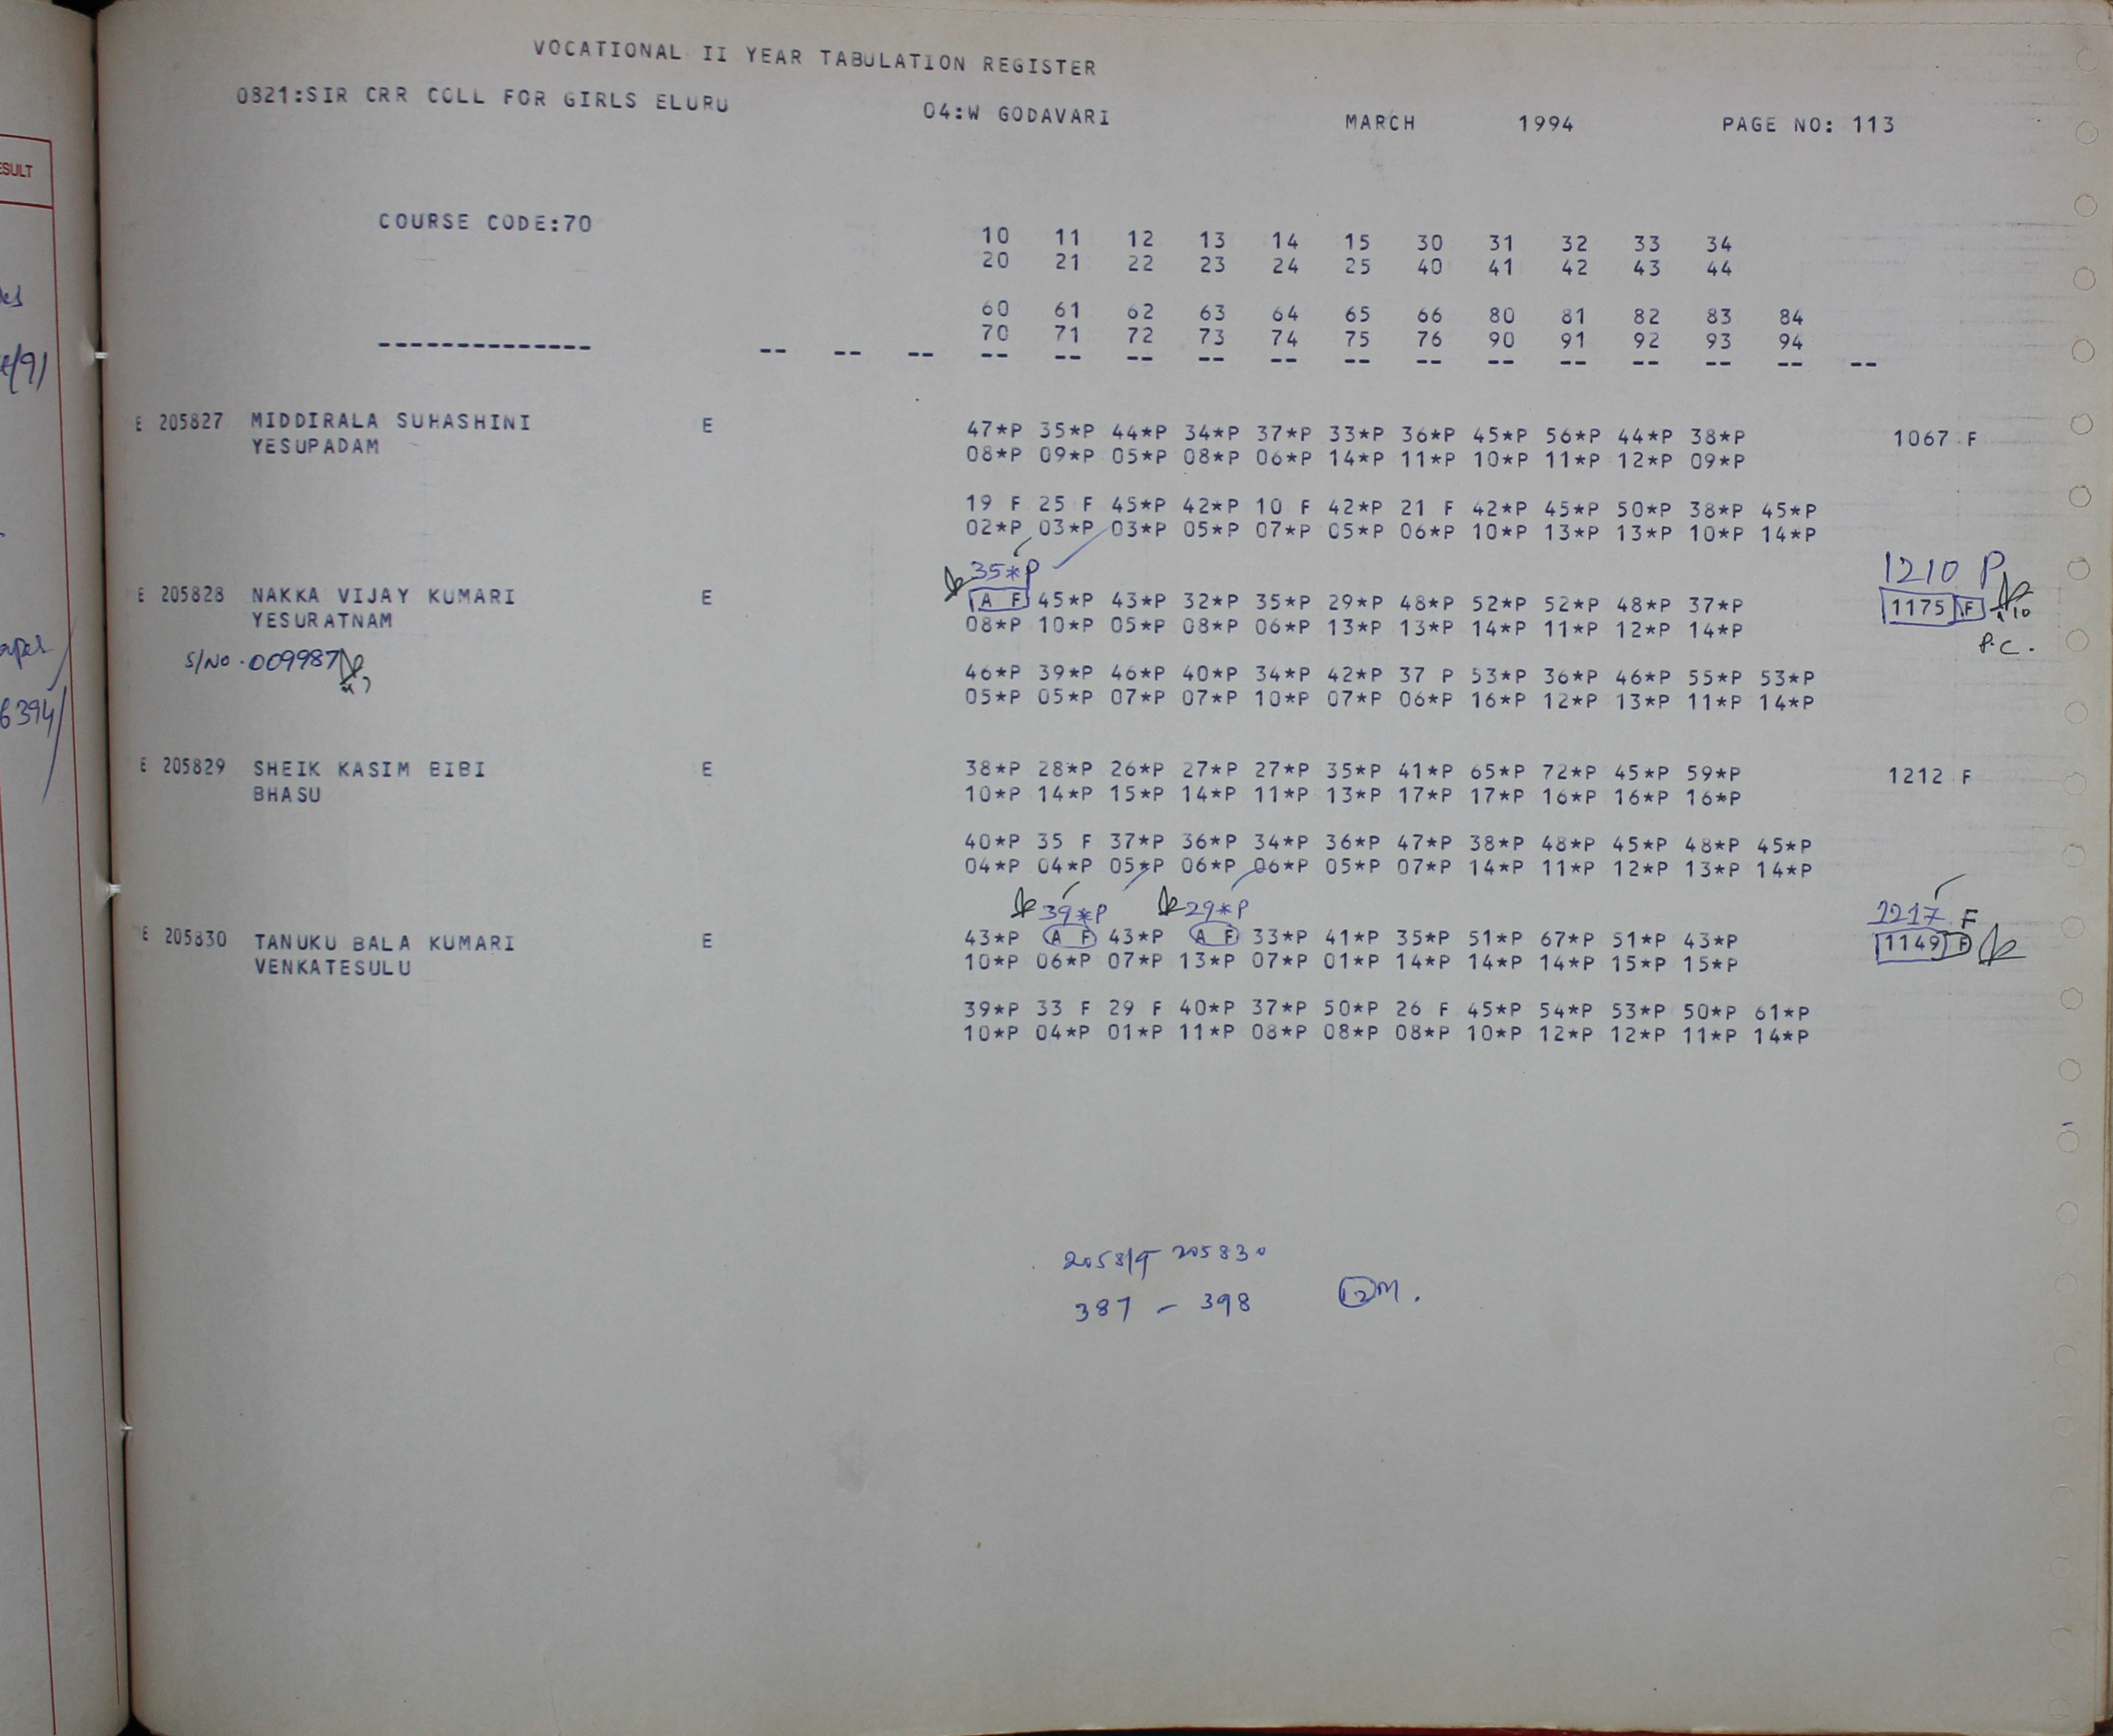 VOCATIONAL II YEAR TABULATION REGISTER
0821:SIR CRR COLL FOR GIRLS ELURU 04:W GODAVARI MARCH 1994 PAGE NO: 113
COURSE CODE:70
10 11 12 13 14 15 30 31 32 33 34
20 21 22 23 24 25 40 41 42 43 44
60 61 62 63 64 65 66 80 81 82 83 84
70 71 72 73 74 75 76 90 91 92 93 94
-------------- -- -- -- -- -- -- -- -- -- -- -- -- -- -- -- --
E 205827 MIDDIRALA SUHASHINI E 47*P 35*P 44*P 34*P 37*P 33*P 36*P 45*P 56*P 44*P 38*P 1067 F
YESUPADAM 08*P 09*P 05*P 08*P 06*P 14*P 11*P 10*P 11*P 12*P 09*P
19 F 25 F 45*P 42*P 10 F 42*P 21 F 42*P 45*P 50*P 38*P 45*P
02*P 03*P 03*P 05*P 07*P 05*P 06*P 10*P 13*P 13*P 10*P 14*P
35*P 1210 P
E 205828 NAKKA VIJAY KUMARI E A F 45*P 43*P 32*P 35*P 29*P 48*P 52*P 52*P 48*P 37*P 1175 F
YESURATNAM 08*P 10*P 05*P 08*P 06*P 13*P 13*P 14*P 11*P 12*P 14*P
P.C.
S/No. 009987
46*P 39*P 46*P 40*P 34*P 42*P 37 P 53*P 36*P 46*P 55*P 53*P
05*P 05*P 07*P 07*P 10*P 07*P 06*P 16*P 12*P 13*P 11*P 14*P
E 205829 SHEIK KASIM BIBI E 38*P 28*P 26*P 27*P 27*P 35*P 41*P 65*P 72*P 45*P 59*P 1212 F
BHASU 10*P 14*P 15*P 14*P 11*P 13*P 17*P 17*P 16*P 16*P 16*P
40*P 35 F 37*P 36*P 34*P 36*P 47*P 38*P 48*P 45*P 48*P 45*P
04*P 04*P 05*P 06*P 06*P 05*P 07*P 14*P 11*P 12*P 13*P 14*P
39*P 29*P 1217 F
E 205830 TANUKU BALA KUMARI E 43*P A F 43*P A F 33*P 41*P 35*P 51*P 67*P 51*P 43*P 1149 F
VENKATESULU 10*P 06*P 07*P 13*P 07*P 01*P 14*P 14*P 14*P 15*P 15*P
39*P 33 F 29 F 40*P 37*P 50*P 26 F 45*P 54*P 53*P 50*P 61*P
10*P 04*P 01*P 11*P 08*P 08*P 08*P 10*P 12*P 12*P 11*P 14*P
205819 205830
387 - 398 12 M.